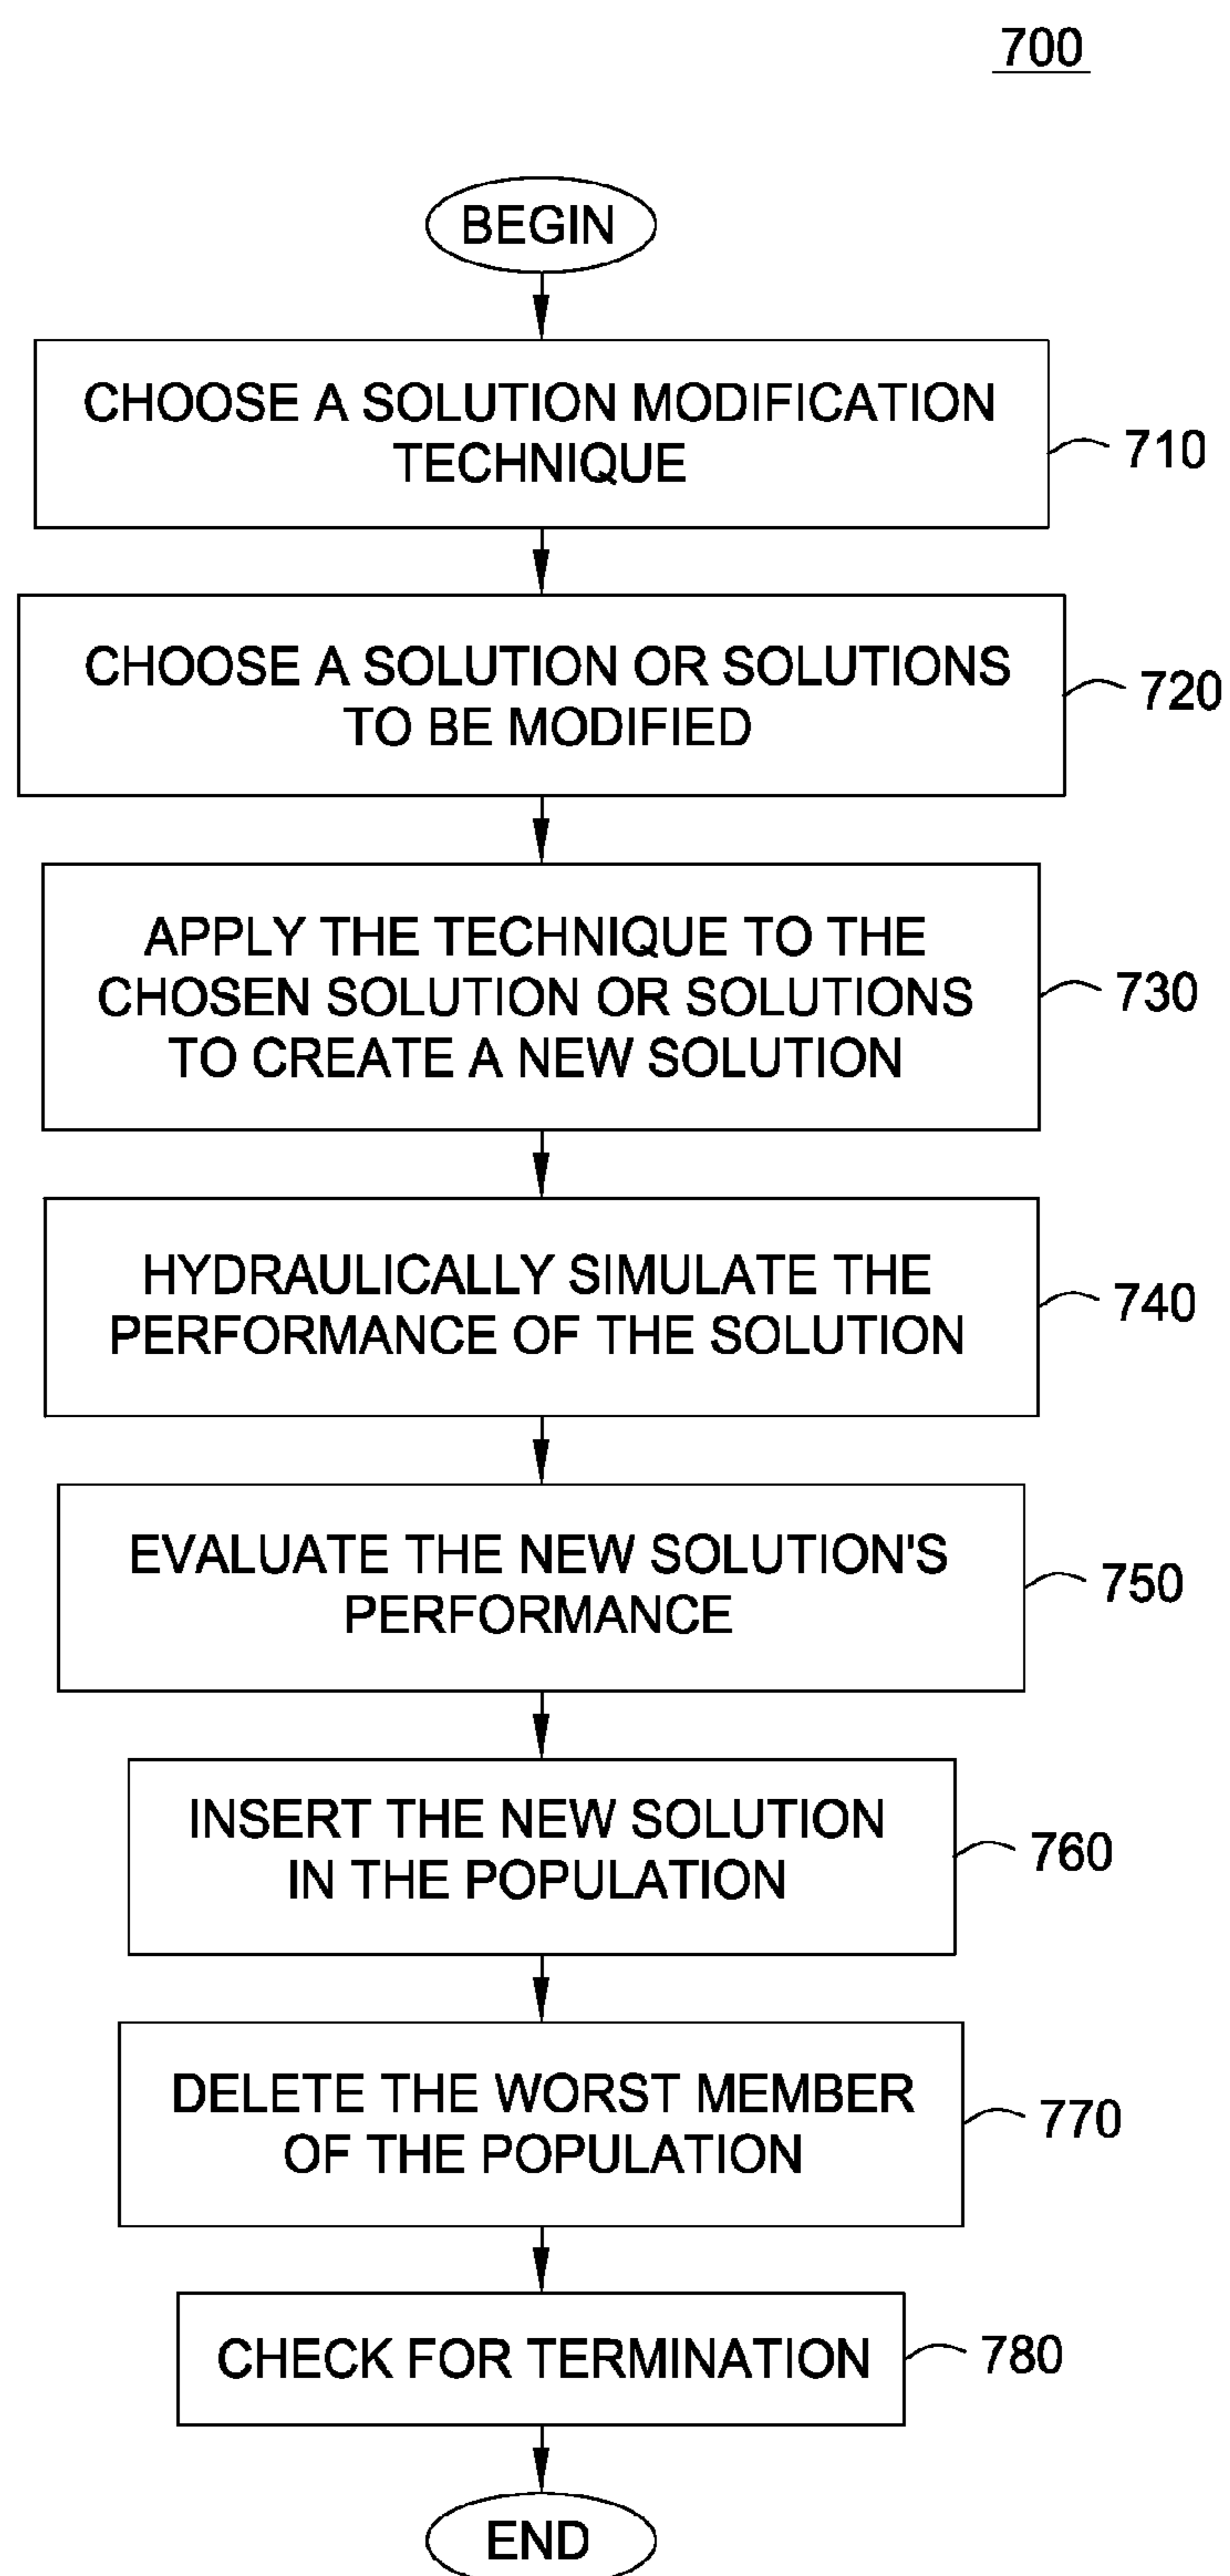 700
BEGIN
CHOOSE A SOLUTION MODIFICATION
TECHNIQUE
710
CHOOSE A SOLUTION OR SOLUTIONS
TO BE MODIFIED
720
APPLY THE TECHNIQUE TO THE
CHOSEN SOLUTION OR SOLUTIONS
TO CREATE A NEW SOLUTION
730
HYDRAULICALLY SIMULATE THE
PERFORMANCE OF THE SOLUTION
740
EVALUATE THE NEW SOLUTION'S
PERFORMANCE
750
INSERT THE NEW SOLUTION
IN THE POPULATION
760
DELETE THE WORST MEMBER
OF THE POPULATION
770
CHECK FOR TERMINATION
780
END